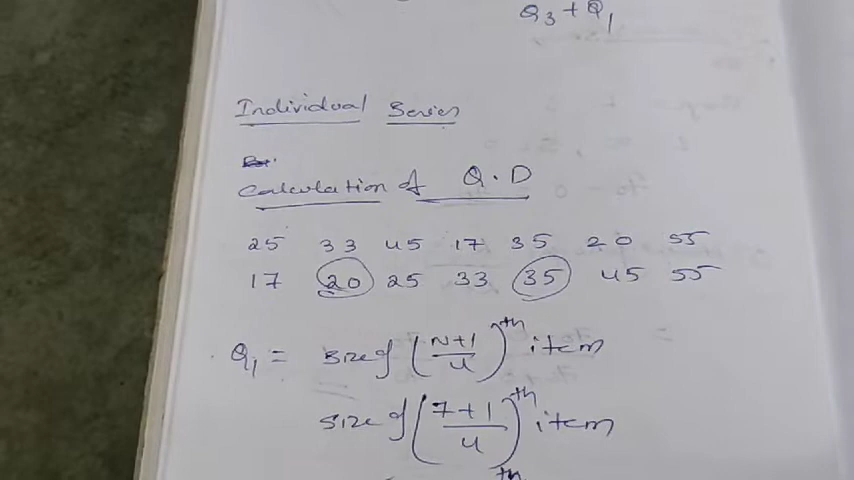 Q₃ + Q₁
Individual Series
Calculation of Q.D
25 33 45 17 35 20 55
17 20 25 33 35 45 55
Q₁ = size of (N+1/4)th item
size of (7+1/4)th item
th